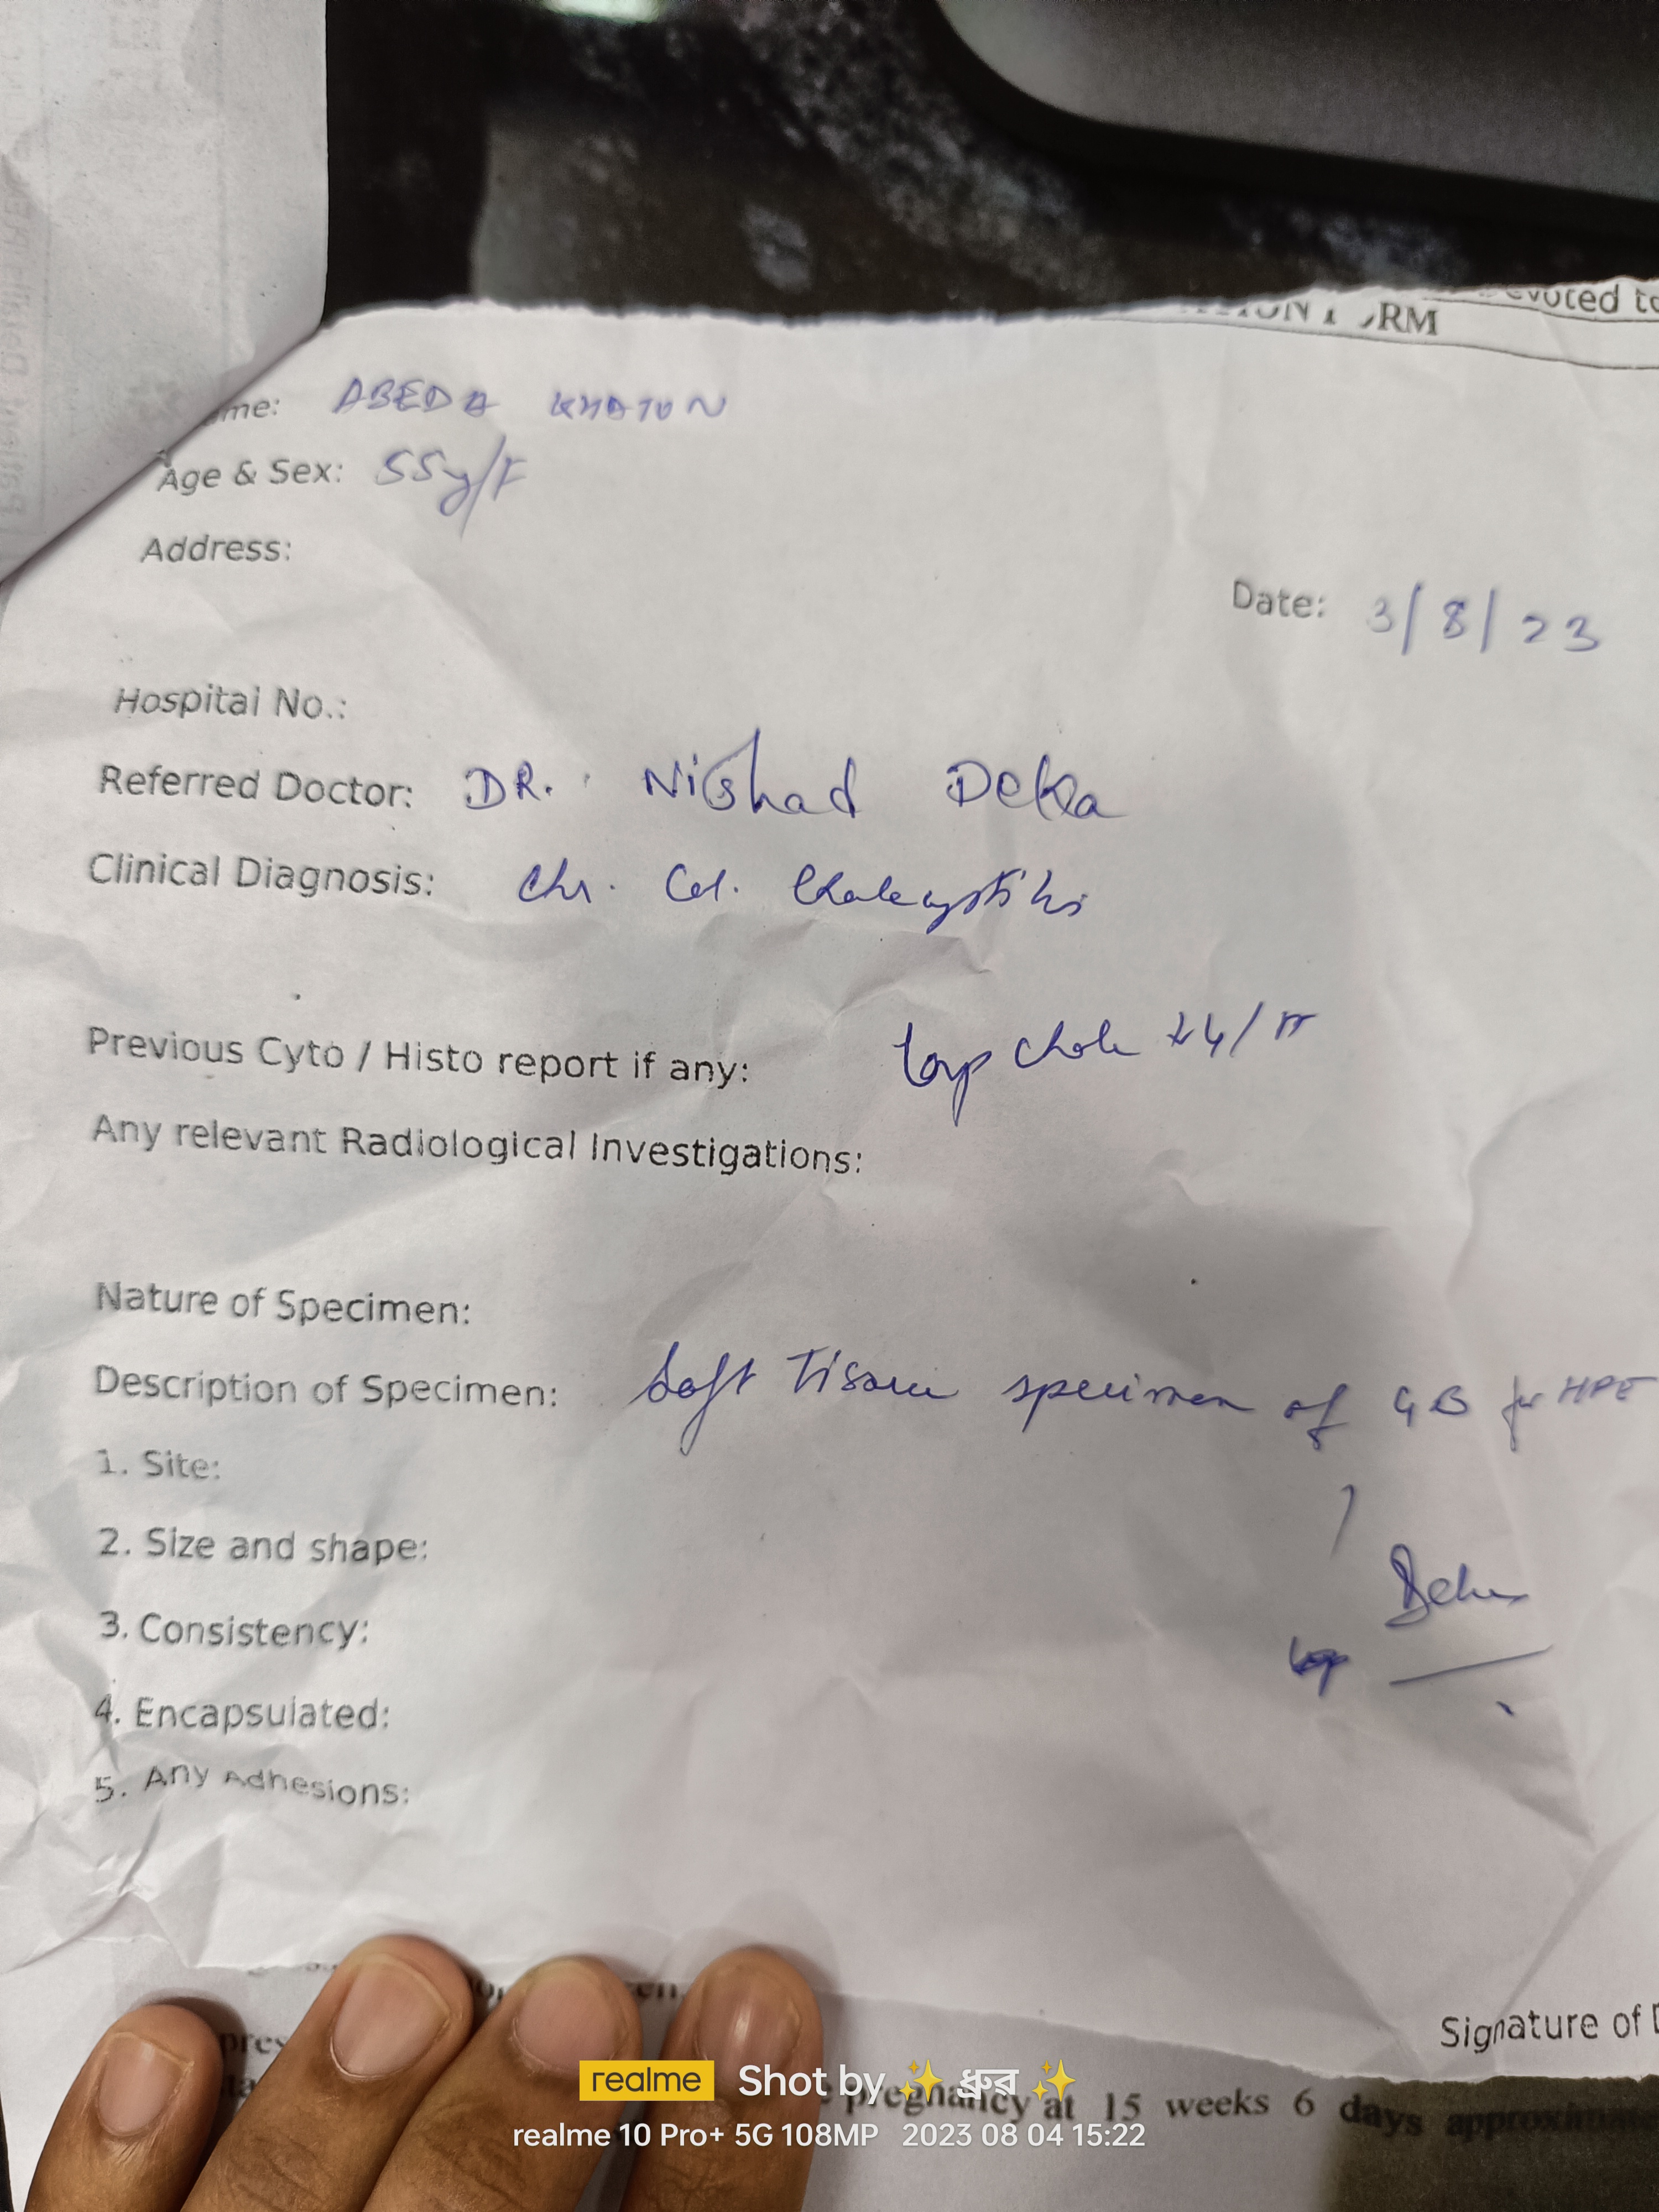 evoted to
RM
me: ABEDA KHATUN
Age & Sex: 55y/F
Address:
Date: 3/8/23
Hospital No.:
Referred Doctor: DR. Nishad Deka
Clinical Diagnosis: Chr. Cal. Cholecystitis
Previous Cyto / Histo report if any: Lap Chole
Any relevant Radiological Investigations:
Nature of Specimen:
Description of Specimen: Soft Tissue specimen of GB for HPE
1. Site:
2. Size and shape:
3. Consistency:
4. Encapsulated:
5. Any Adhesions:
Signature of D
pregnancy at 15 weeks 6 days
realme Shot by ✨ ধ্রুৱ ✨
realme 10 Pro+ 5G 108MP 2023 08 04 15:22